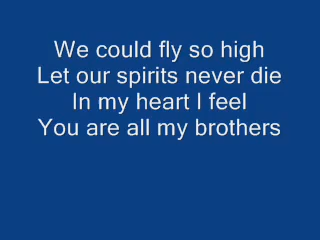 We could fly so high
Let our spirits never die
In my heart I feel
You are all my brothers